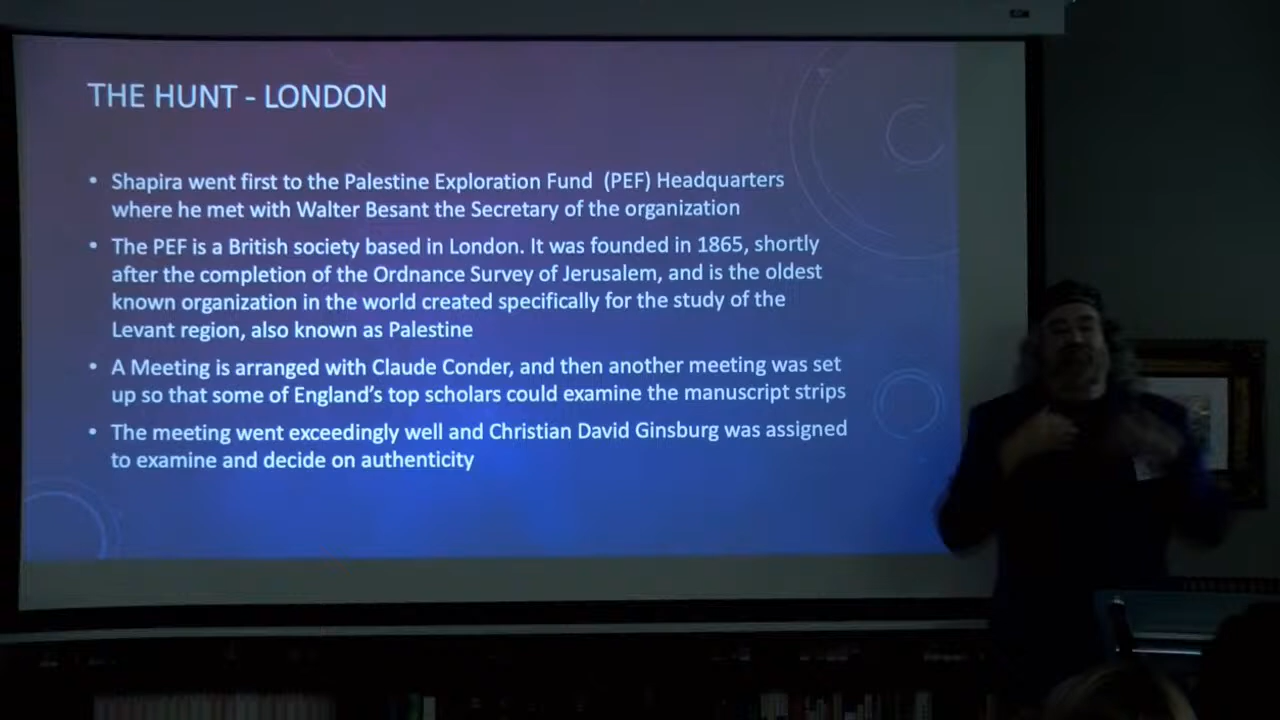 THE HUNT - LONDON
• Shapira went first to the Palestine Exploration Fund (PEF) Headquarters
where he met with Walter Besant the Secretary of the organization
• The PEF is a British society based in London. It was founded in 1865, shortly
after the completion of the Ordnance Survey of Jerusalem, and is the oldest
known organization in the world created specifically for the study of the
Levant region, also known as Palestine
• A Meeting is arranged with Claude Conder, and then another meeting was set
up so that some of England's top scholars could examine the manuscript strips
• The meeting went exceedingly well and Christian David Ginsburg was assigned
to examine and decide on authenticity